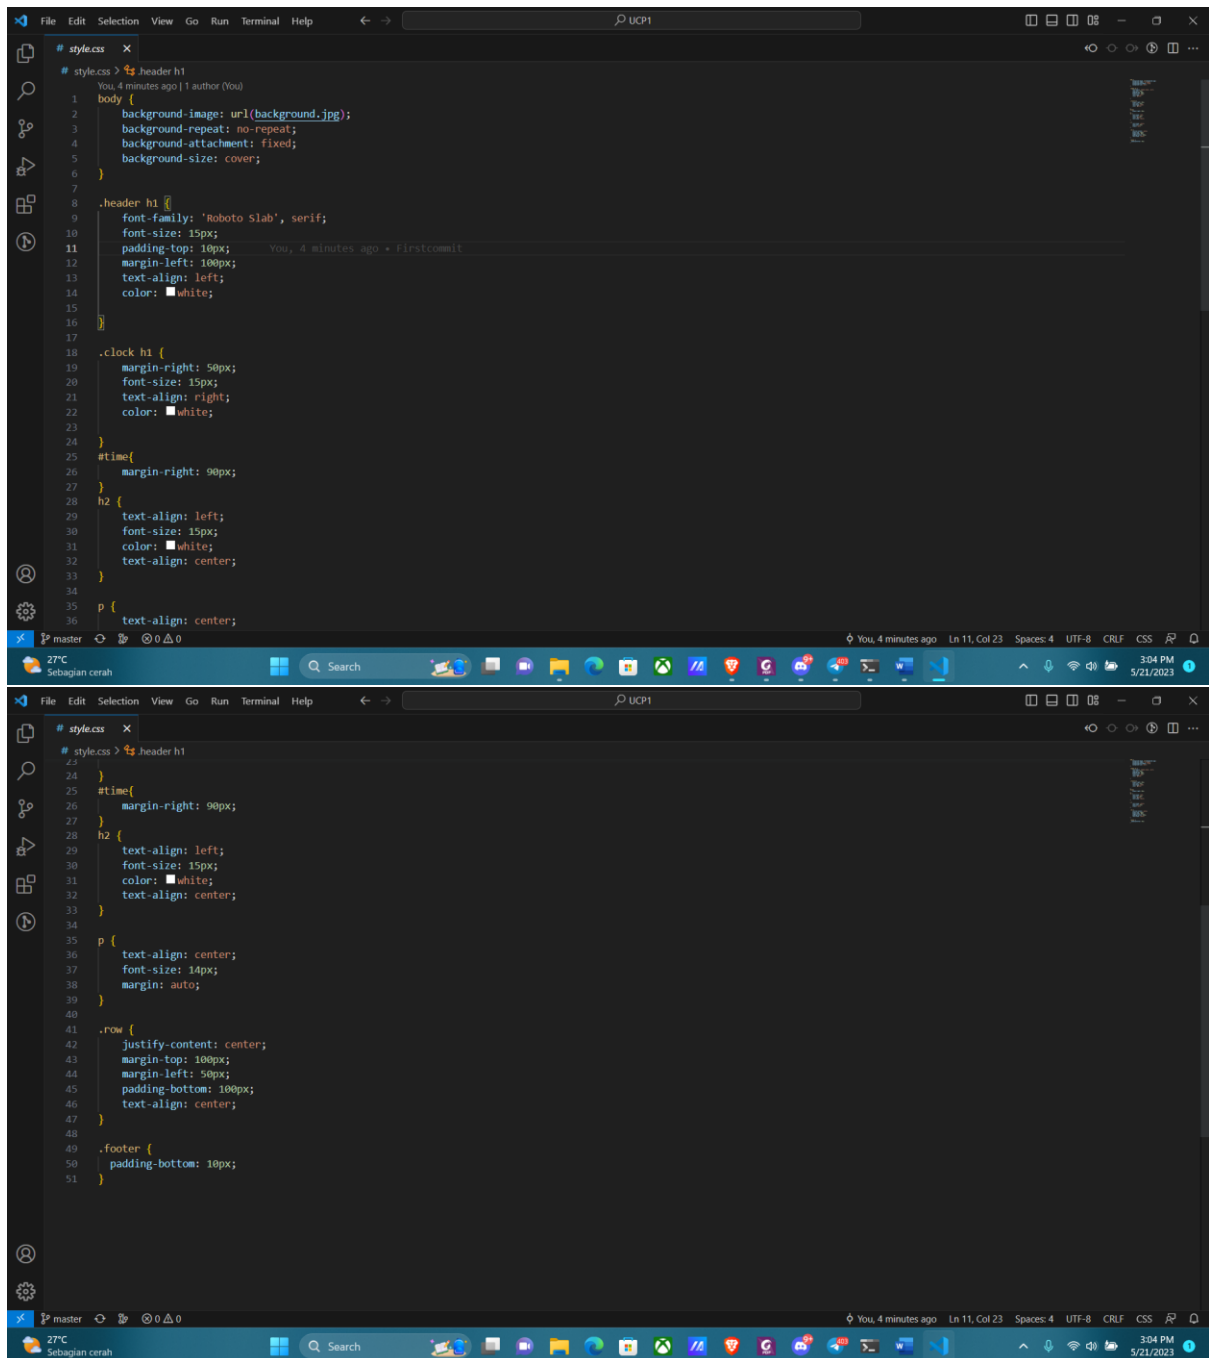 File Edit Selection View Go Run Terminal Help
UCP1
# style.css
# style.css > .header h1
You, 4 minutes ago | 1 author (You)
1 body {
2 background-image: url(background.jpg);
3 background-repeat: no-repeat;
4 background-attachment: fixed;
5 background-size: cover;
6 }
7
8 .header h1 {
9 font-family: 'Roboto Slab', serif;
10 font-size: 15px;
11 padding-top: 10px; You, 4 minutes ago • Firstcommit
12 margin-left: 100px;
13 text-align: left;
14 color: white;
15
16 }
17
18 .clock h1 {
19 margin-right: 50px;
20 font-size: 15px;
21 text-align: right;
22 color: white;
23
24 }
25 #time{
26 margin-right: 90px;
27 }
28 h2 {
29 text-align: left;
30 font-size: 15px;
31 color: white;
32 text-align: center;
33 }
34
35 p {
36 text-align: center;
master 0 0 You, 4 minutes ago Ln 11, Col 23 Spaces: 4 UTF-8 CRLF CSS
27°C
Sebagian cerah
Search
3:04 PM
5/21/2023
File Edit Selection View Go Run Terminal Help
UCP1
# style.css
# style.css > .header h1
23
24 }
25 #time{
26 margin-right: 90px;
27 }
28 h2 {
29 text-align: left;
30 font-size: 15px;
31 color: white;
32 text-align: center;
33 }
34
35 p {
36 text-align: center;
37 font-size: 14px;
38 margin: auto;
39 }
40
41 .row {
42 justify-content: center;
43 margin-top: 100px;
44 margin-left: 50px;
45 padding-bottom: 100px;
46 text-align: center;
47 }
48
49 .footer {
50 padding-bottom: 10px;
51 }
master 0 0 You, 4 minutes ago Ln 11, Col 23 Spaces: 4 UTF-8 CRLF CSS
27°C
Sebagian cerah
Search
3:04 PM
5/21/2023